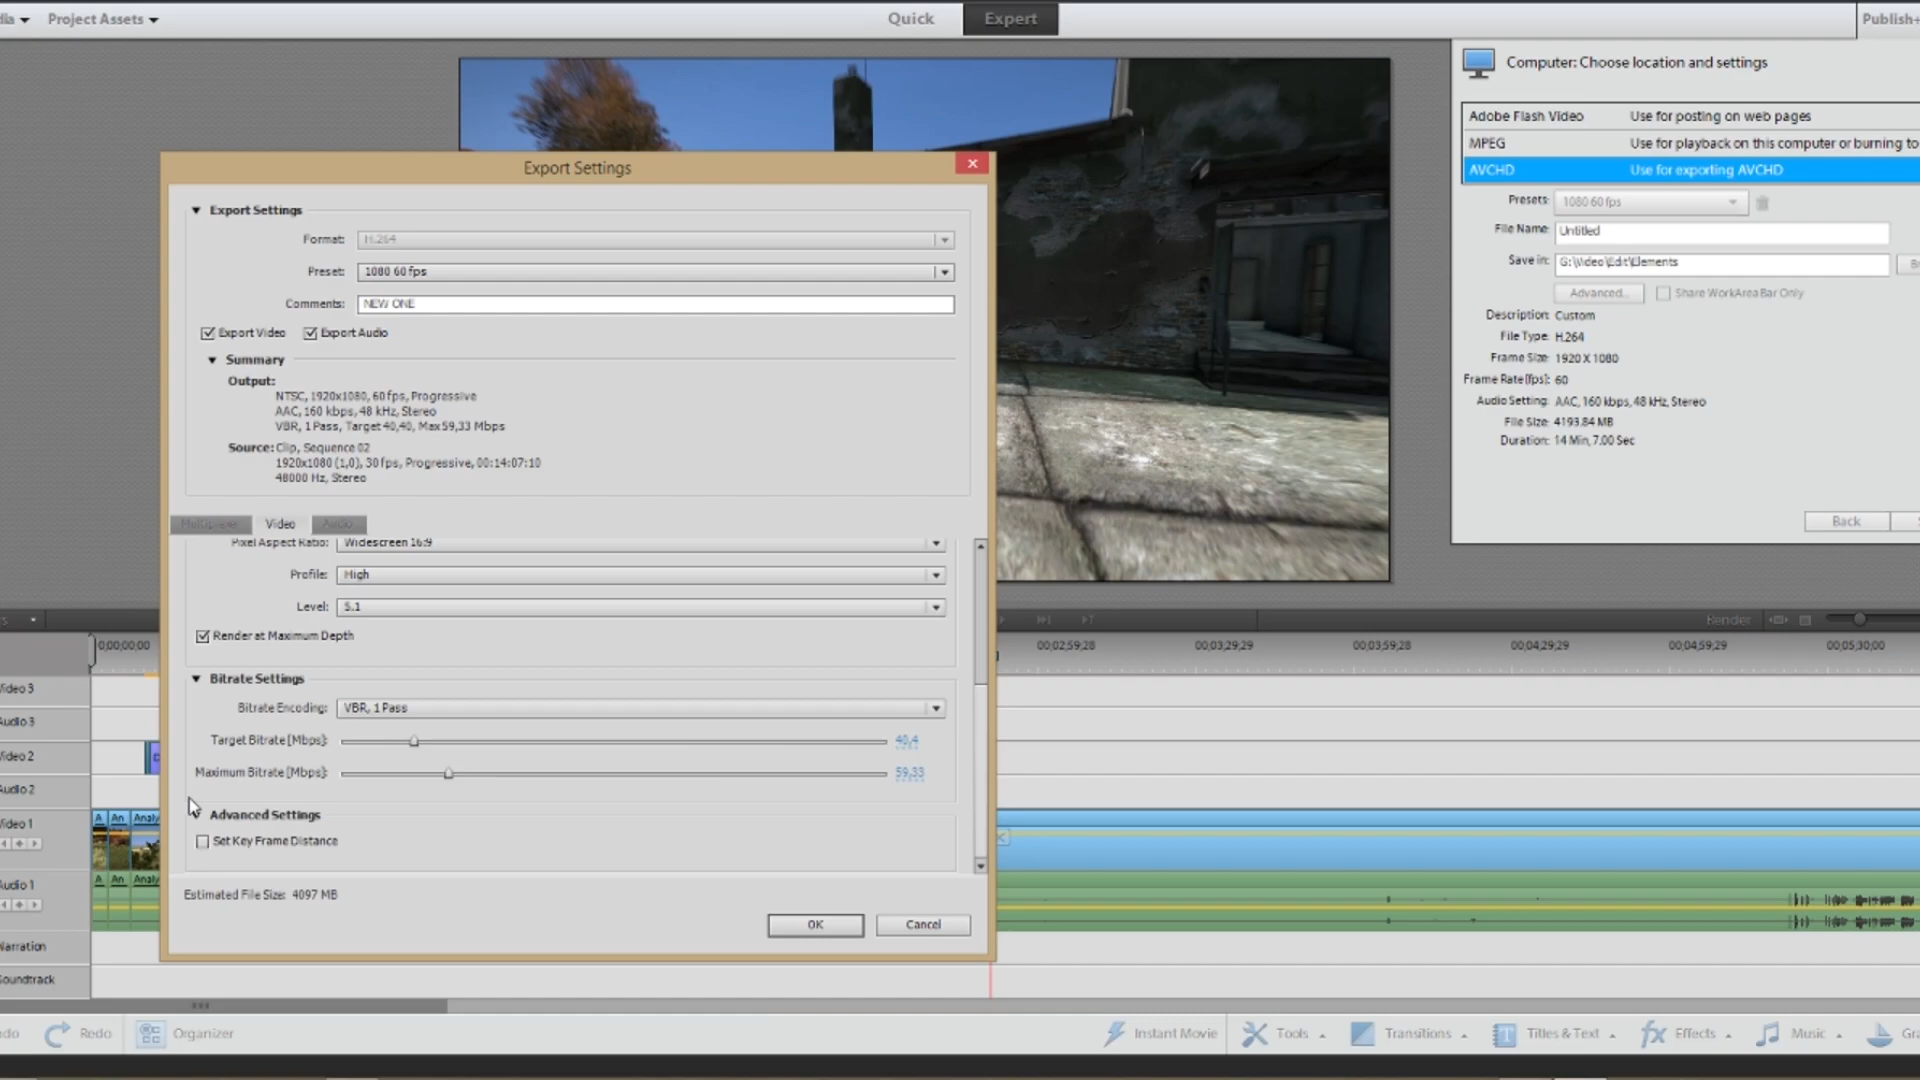 Project Assets
Quick
Expert
Publish+
Computer: Choose location and settings
Adobe Flash Video Use for posting on web pages
MPEG Use for playback on this computer or burning to
AVCHD Use for exporting AVCHD
Presets: 1080 60 fps
File Name: Untitled
Save in: G:\Video\Edit\Elements
Advanced... Share WorkArea Bar Only
Description: Custom
File Type: H.264
Frame Size: 1920 X 1080
Frame Rate[fps]: 60
Audio Setting: AAC, 160 kbps, 48 kHz, Stereo
File Size: 4193.84 MB
Duration: 14 Min, 7.00 Sec
Back
Export Settings
Export Settings
Format: H.264
Preset: 1080 60 fps
Comments: NEW ONE
Export Video Export Audio
Summary
Output:
NTSC, 1920x1080, 60 fps, Progressive
AAC, 160 kbps, 48 kHz, Stereo
VBR, 1 Pass, Target 40,40, Max 59,33 Mbps
Source: Clip, Sequence 02
1920x1080 (1,0), 30 fps, Progressive, 00:14:07:10
48000 Hz, Stereo
Multiplexer Video Audio
Pixel Aspect Ratio: Widescreen 16:9
Profile: High
Level: 5.1
Render at Maximum Depth
Bitrate Settings
Bitrate Encoding: VBR, 1 Pass
Target Bitrate [Mbps]: 40,4
Maximum Bitrate [Mbps]: 59,33
Advanced Settings
Set Key Frame Distance
Estimated File Size: 4097 MB
OK Cancel
Render
0;00;00;00 00;02;59;28 00;03;29;29 00;03;59;28 00;04;29;29 00;04;59;29 00;05;30;00
Video 3
Audio 3
Video 2
Audio 2
Video 1
A An Analy
Audio 1
A An Analy
Narration
Soundtrack
Redo Organizer Instant Movie Tools Transitions Titles & Text Effects Music